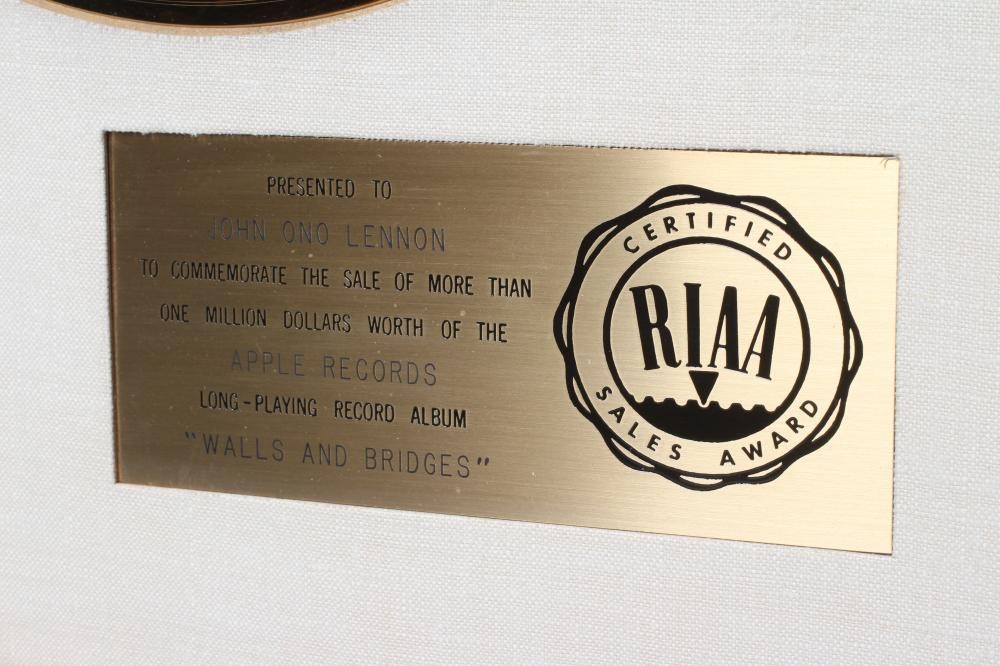 PRESENTED TO
JOHN ONO LENNON
TO COMMEMORATE THE SALE OF MORE THAN
ONE MILLION DOLLARS WORTH OF THE
APPLE RECORDS
LONG-PLAYING RECORD ALBUM
"WALLS AND BRIDGES"
CERTIFIED
RIAA
SALES AWARD